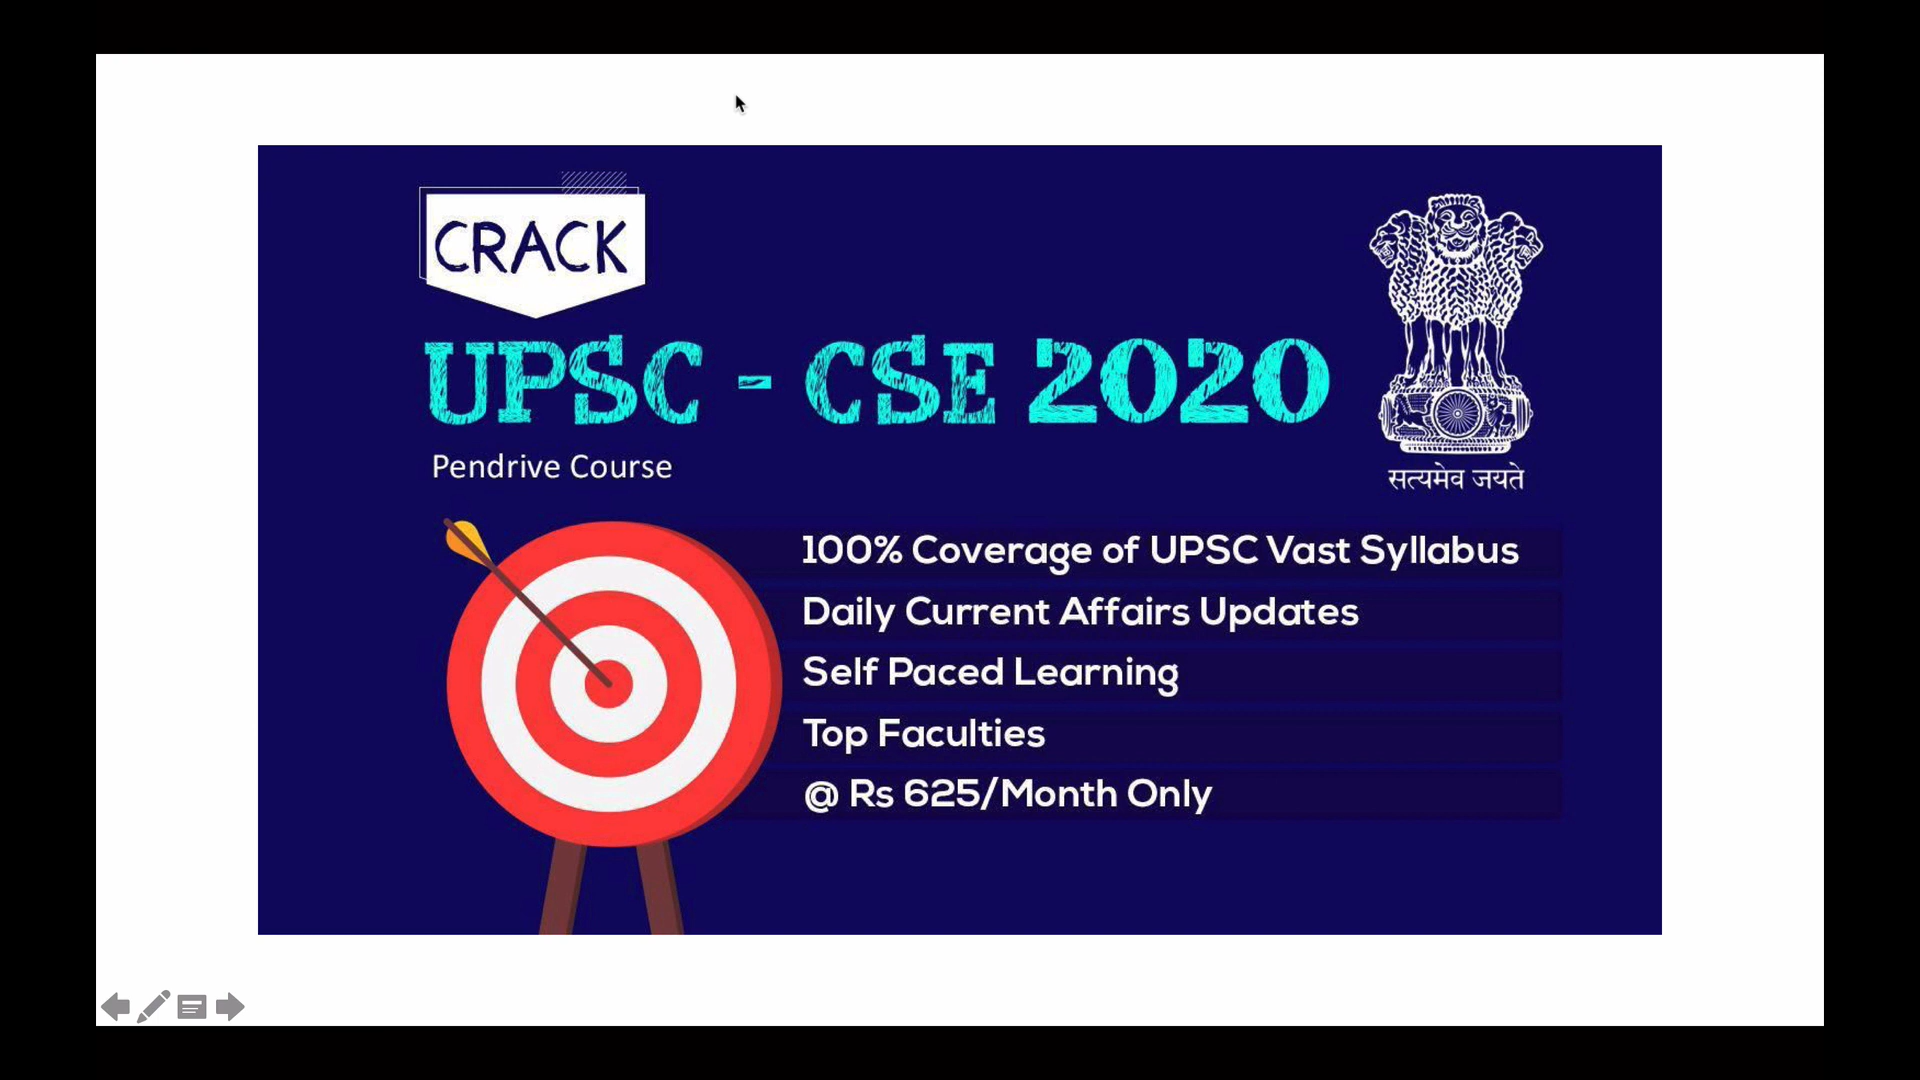 CRACK
UPSC - CSE 2020
Pendrive Course
सत्यमेव जयते
100% Coverage of UPSC Vast Syllabus
Daily Current Affairs Updates
Self Paced Learning
Top Faculties
@ Rs 625/Month Only